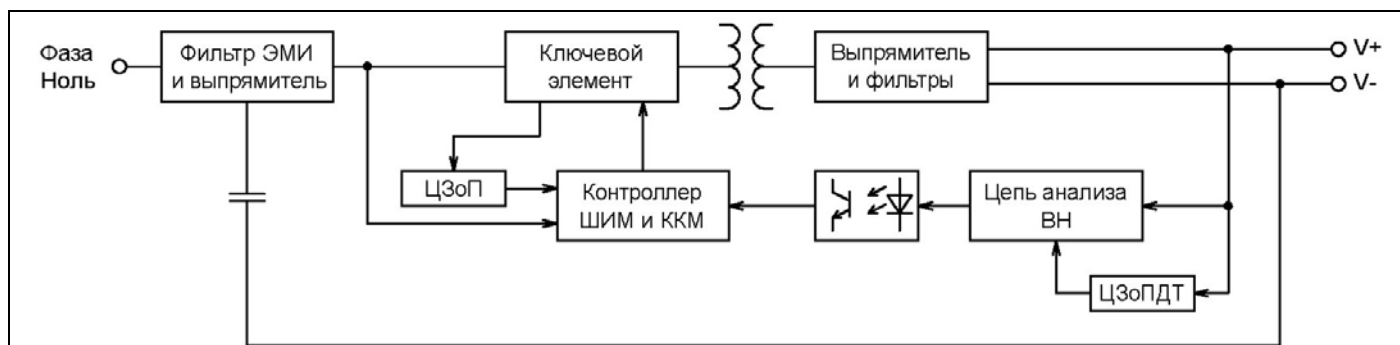 Фаза
Ноль
Фильтр ЭМИ
и выпрямитель
Ключевой
элемент
Выпрямитель
и фильтры
V+
V-
ЦЗоП
Контроллер
ШИМ и ККМ
Цепь анализа
ВН
ЦЗоПДТ